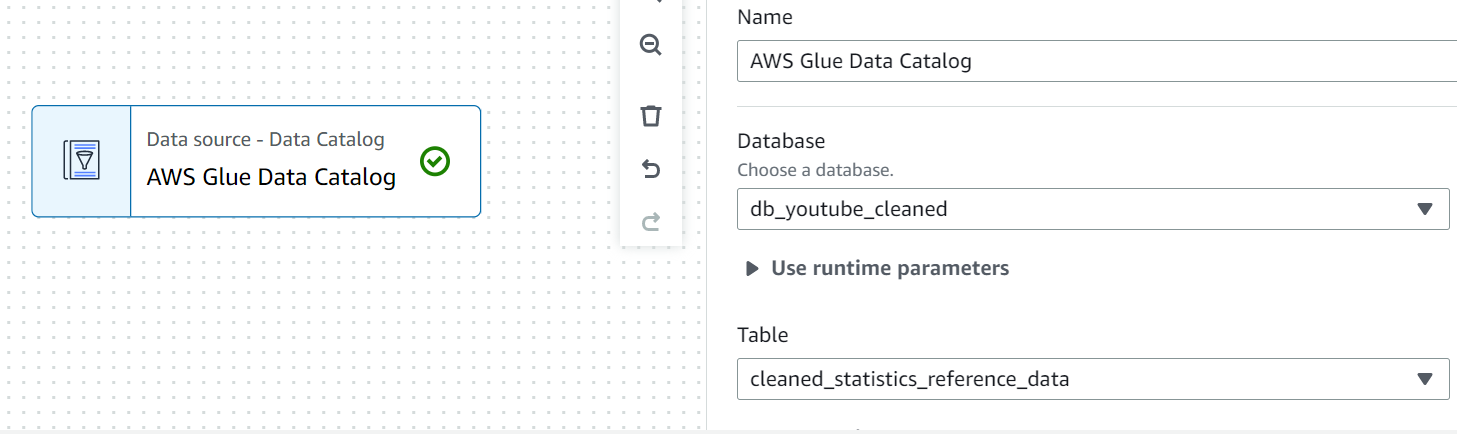 Data source - Data Catalog
AWS Glue Data Catalog
Name
AWS Glue Data Catalog
Database
Choose a database.
db_youtube_cleaned
Use runtime parameters
Table
cleaned_statistics_reference_data